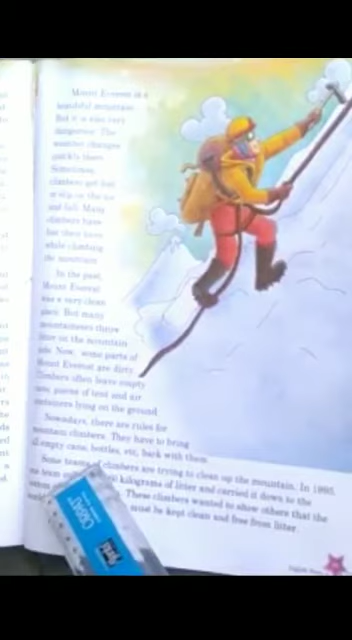 Mount Everest is a
beautiful mountain.
But it is also very
dangerous. The
weather changes
quickly there.
Sometimes,
climbers get lost
or slip on the ice
and fall. Many
climbers have
lost their lives
while climbing
the mountain.
In the past,
Mount Everest
was a very clean
place. But many
mountaineers throw
on the mountain
Now, some parts of
Mount Everest are dirty.
Climbers often leave empty
pieces of tent and air
containers lying on the ground
Nowadays, there are rules for
mountain climbers. They have to bring
all empty cans, bottles, etc, back with them
Some teams of climbers are trying to clean up the mountain. In
kilograms of litter and carried it down to the
These climbers wanted to show others that the
must be kept clean and free from litter.
English